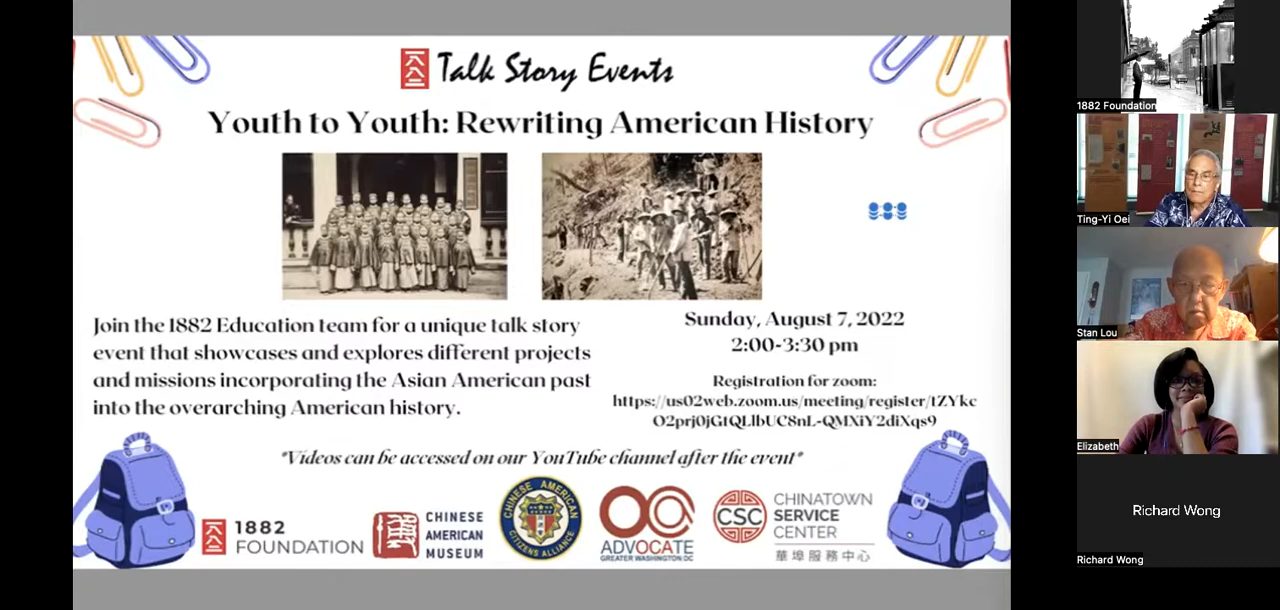 Talk Story Events
Youth to Youth: Rewriting American History
Join the 1882 Education team for a unique talk story
event that showcases and explores different projects
and missions incorporating the Asian American past
into the overarching American history.
Sunday, August 7, 2022
2:00-3:30 pm
Registration for zoom:
https://us02web.zoom.us/meeting/register/tZYkc
O2prj0jGtQLlbUC8nL-QMXiY2diXqs9
*Videos can be accessed on our YouTube channel after the event*
1882
FOUNDATION
CHINESE
AMERICAN
MUSEUM
CHINESE AMERICAN
CITIZENS ALLIANCE
ADVOCATE
GREATER WASHINGTON DC
CSC
CHINATOWN
SERVICE
CENTER
華埠服務中心
1882 Foundation
Ting-Yi Oei
Stan Lou
Elizabeth
Richard Wong
Richard Wong